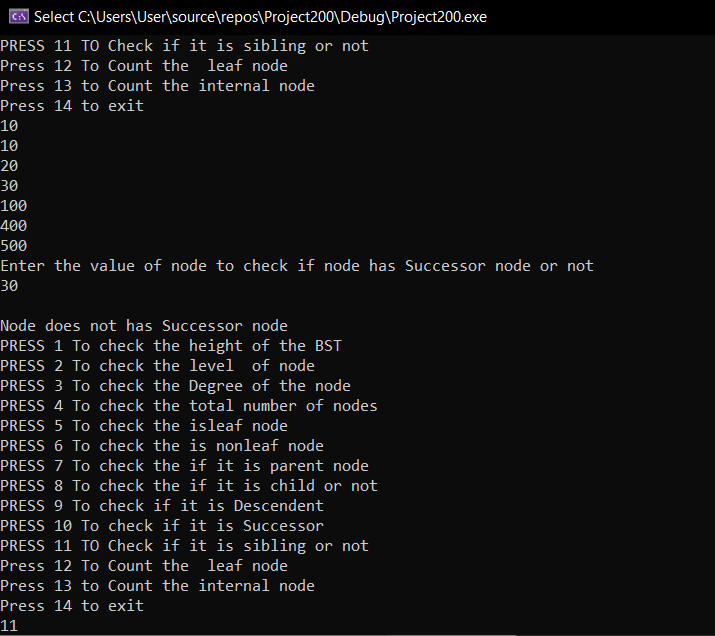 Select C:\Users\User\source\repos\Project200\Debug\Project200.exe
PRESS 11 TO Check if it is sibling or not
Press 12 To Count the  leaf node
Press 13 to Count the internal node
Press 14 to exit
10
10
20
30
100
400
500
Enter the value of node to check if node has Successor node or not
30
Node does not has Successor node
PRESS 1 To check the height of the BST
PRESS 2 To check the level  of node
PRESS 3 To check the Degree of the node
PRESS 4 To check the total number of nodes
PRESS 5 To check the isleaf node
PRESS 6 To check the is nonleaf node
PRESS 7 To check the if it is parent node
PRESS 8 To check the if it is child or not
PRESS 9 To check if it is Descendent
PRESS 10 To check if it is Successor
PRESS 11 TO Check if it is sibling or not
Press 12 To Count the  leaf node
Press 13 to Count the internal node
Press 14 to exit
11